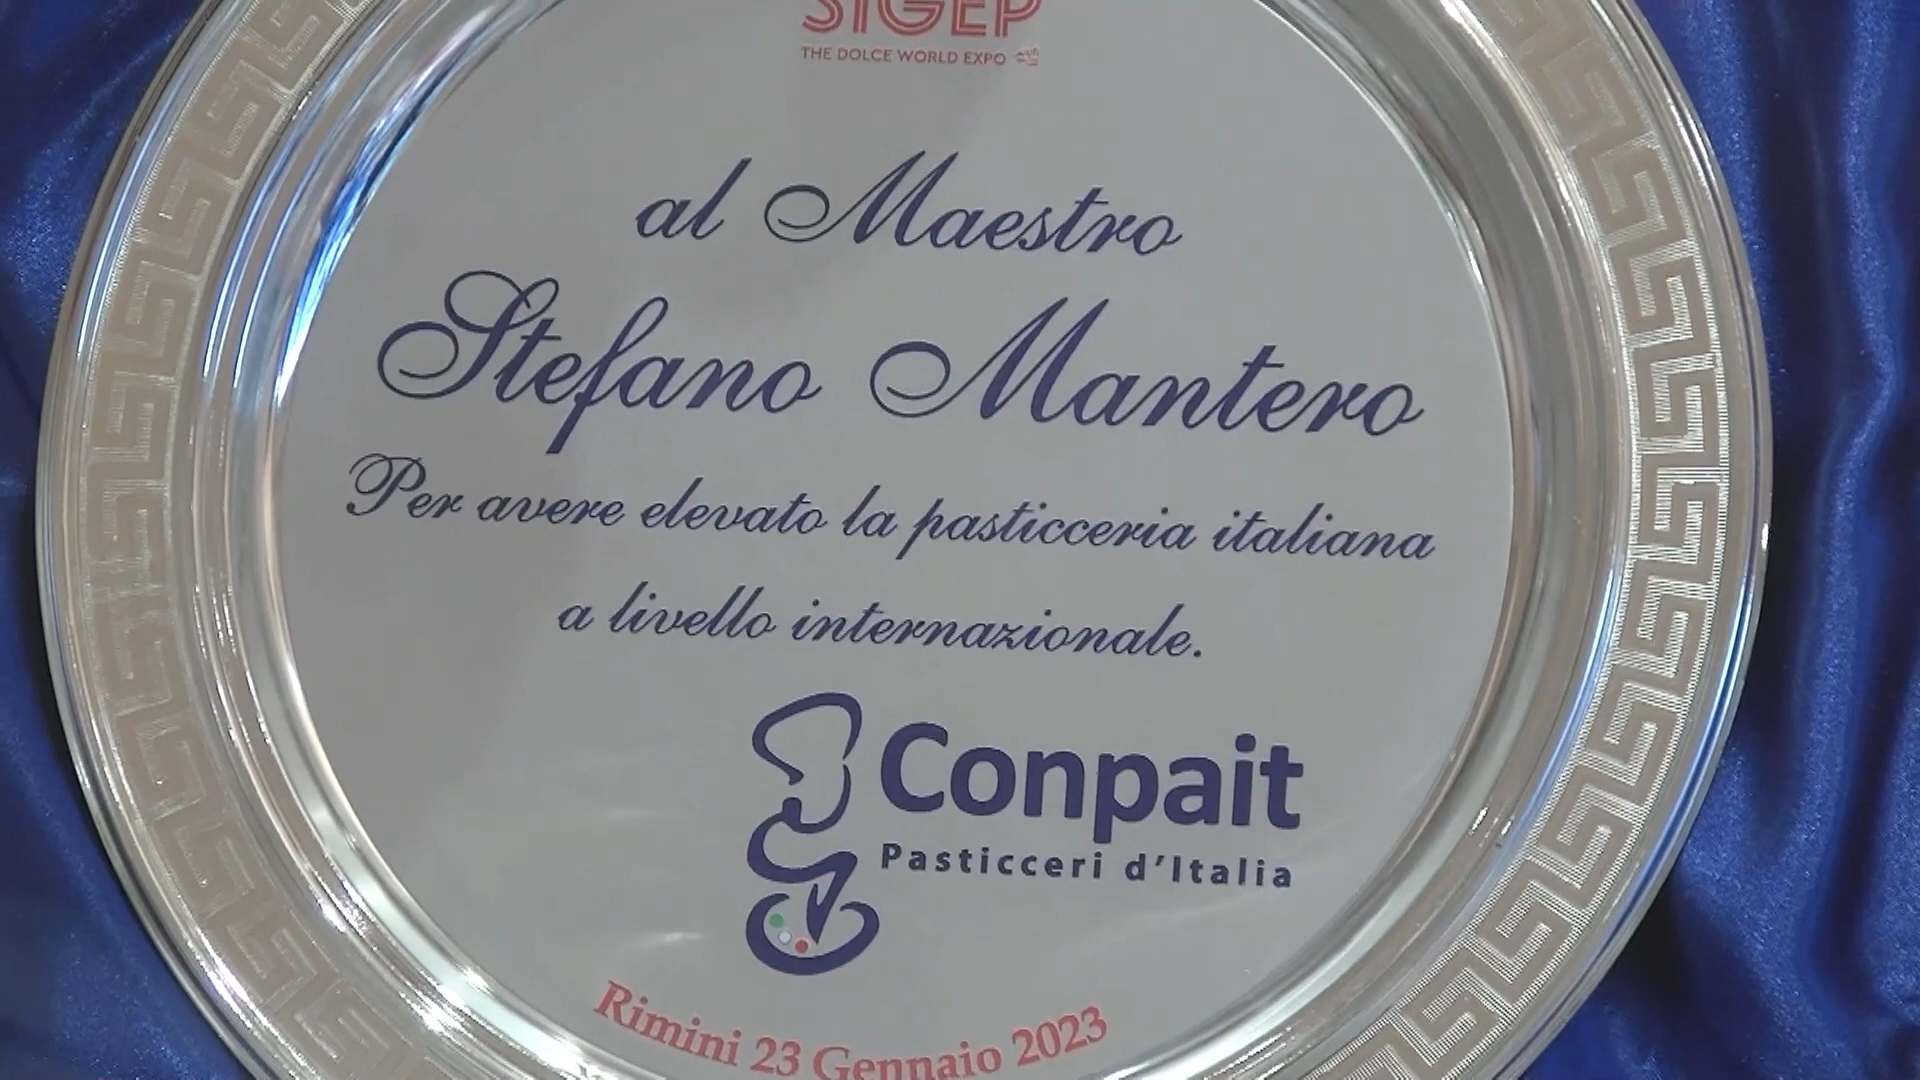 SIGEP
THE DOLCE WORLD EXPO
al Maestro
Stefano Mantero
Per avere elevato la pasticceria italiana
a livello internazionale.
Conpait
Pasticceri d'Italia
Rimini 23 Gennaio 2023